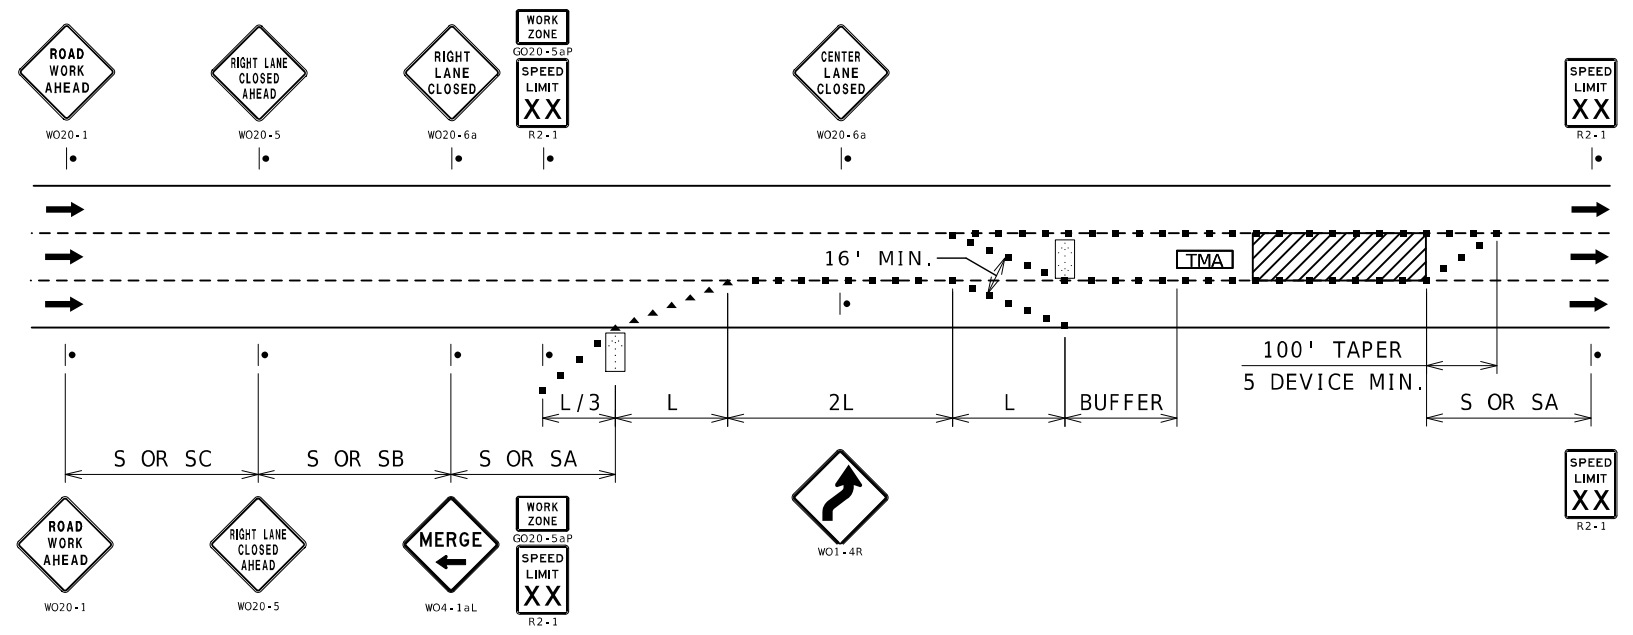 ROAD
WORK
AHEAD
WO20-1
RIGHT LANE
CLOSED
AHEAD
WO20-5
RIGHT
LANE
CLOSED
WO20-6a
WORK
ZONE
GO20-5aP
SPEED
LIMIT
XX
R2-1
CENTER
LANE
CLOSED
WO20-6a
SPEED
LIMIT
XX
R2-1
16' MIN.
TMA
100' TAPER
5 DEVICE MIN.
L/3
L
2L
L
BUFFER
S OR SA
S OR SC
S OR SB
S OR SA
ROAD
WORK
AHEAD
WO20-1
RIGHT LANE
CLOSED
AHEAD
WO20-5
MERGE
WO4-1aL
WORK
ZONE
GO20-5aP
SPEED
LIMIT
XX
R2-1
WO1-4R
SPEED
LIMIT
XX
R2-1